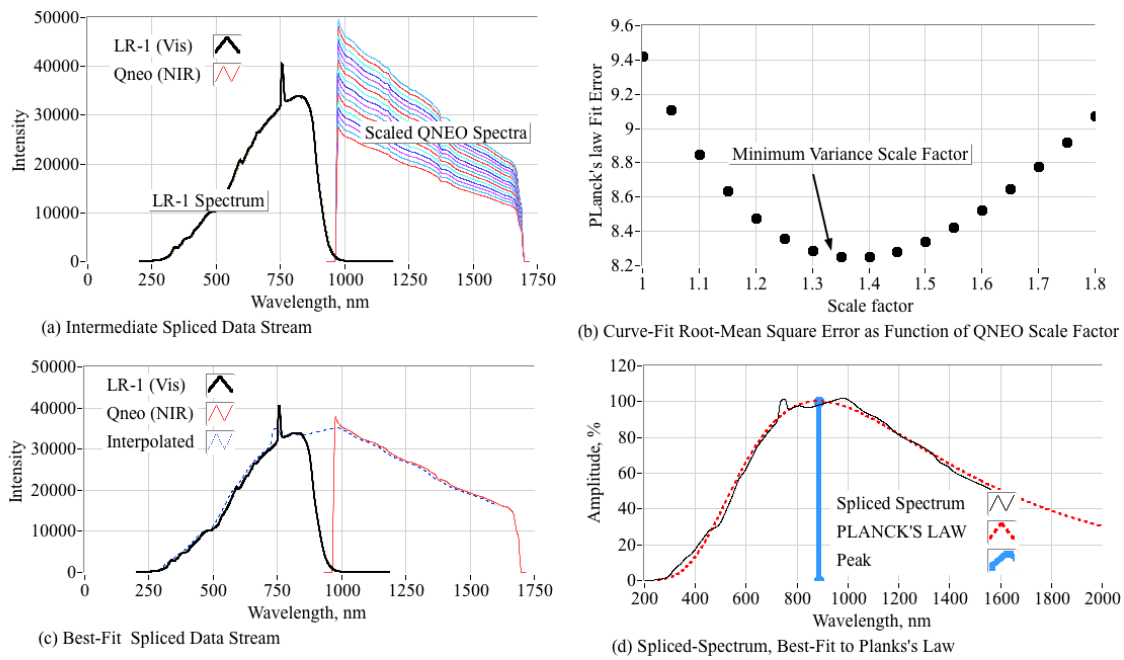 50000
40000
30000
20000
10000
0
Intensity
LR-1 (Vis)
Qneo (NIR)
Scaled QNEO Spectra
LR-1 Spectrum
0 250 500 750 1000 1250 1500 1750
Wavelength, nm
(a) Intermediate Spliced Data Stream
9.6
9.4
9.2
9
8.8
8.6
8.4
8.2
PLanck's law Fit Error
Minimum Variance Scale Factor
1 1.1 1.2 1.3 1.4 1.5 1.6 1.7 1.8
Scale factor
(b) Curve-Fit Root-Mean Square Error as Function of QNEO Scale Factor
50000
40000
30000
20000
10000
0
Intensity
LR-1 (Vis)
Qneo (NIR)
Interpolated
0 250 500 750 1000 1250 1500 1750
Wavelength, nm
(c) Best-Fit Spliced Data Stream
120
100
80
60
40
20
0
Amplitude, %
Spliced Spectrum
PLANCK'S LAW
Peak
200 400 600 800 1000 1200 1400 1600 1800 2000
Wavelength, nm
(d) Spliced-Spectrum, Best-Fit to Planks's Law